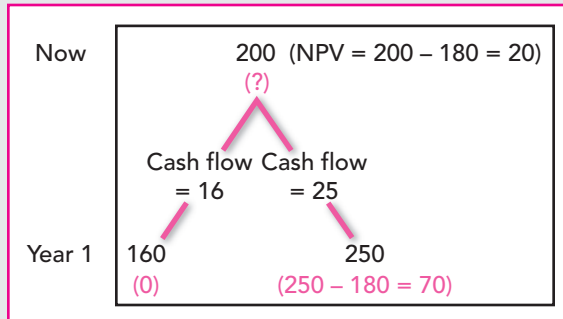 Now 200 (NPV = 200 – 180 = 20)
(?)
Cash flow Cash flow
= 16 = 25
Year 1 160 250
(0) (250 – 180 = 70)